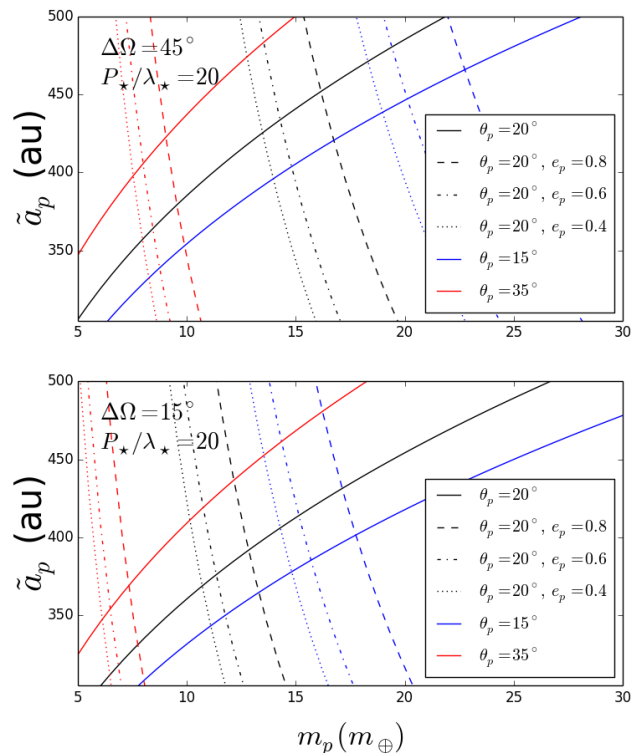 500
450
400
350
ã_p (au)
ΔΩ=45°
P⋆/λ⋆=20
θ_p=20°
θ_p=20°, e_p=0.8
θ_p=20°, e_p=0.6
θ_p=20°, e_p=0.4
θ_p=15°
θ_p=35°
5 10 15 20 25 30
500
450
400
350
ã_p (au)
ΔΩ=15°
P⋆/λ⋆=20
θ_p=20°
θ_p=20°, e_p=0.8
θ_p=20°, e_p=0.6
θ_p=20°, e_p=0.4
θ_p=15°
θ_p=35°
5 10 15 20 25 30
m_p(m_⊕)